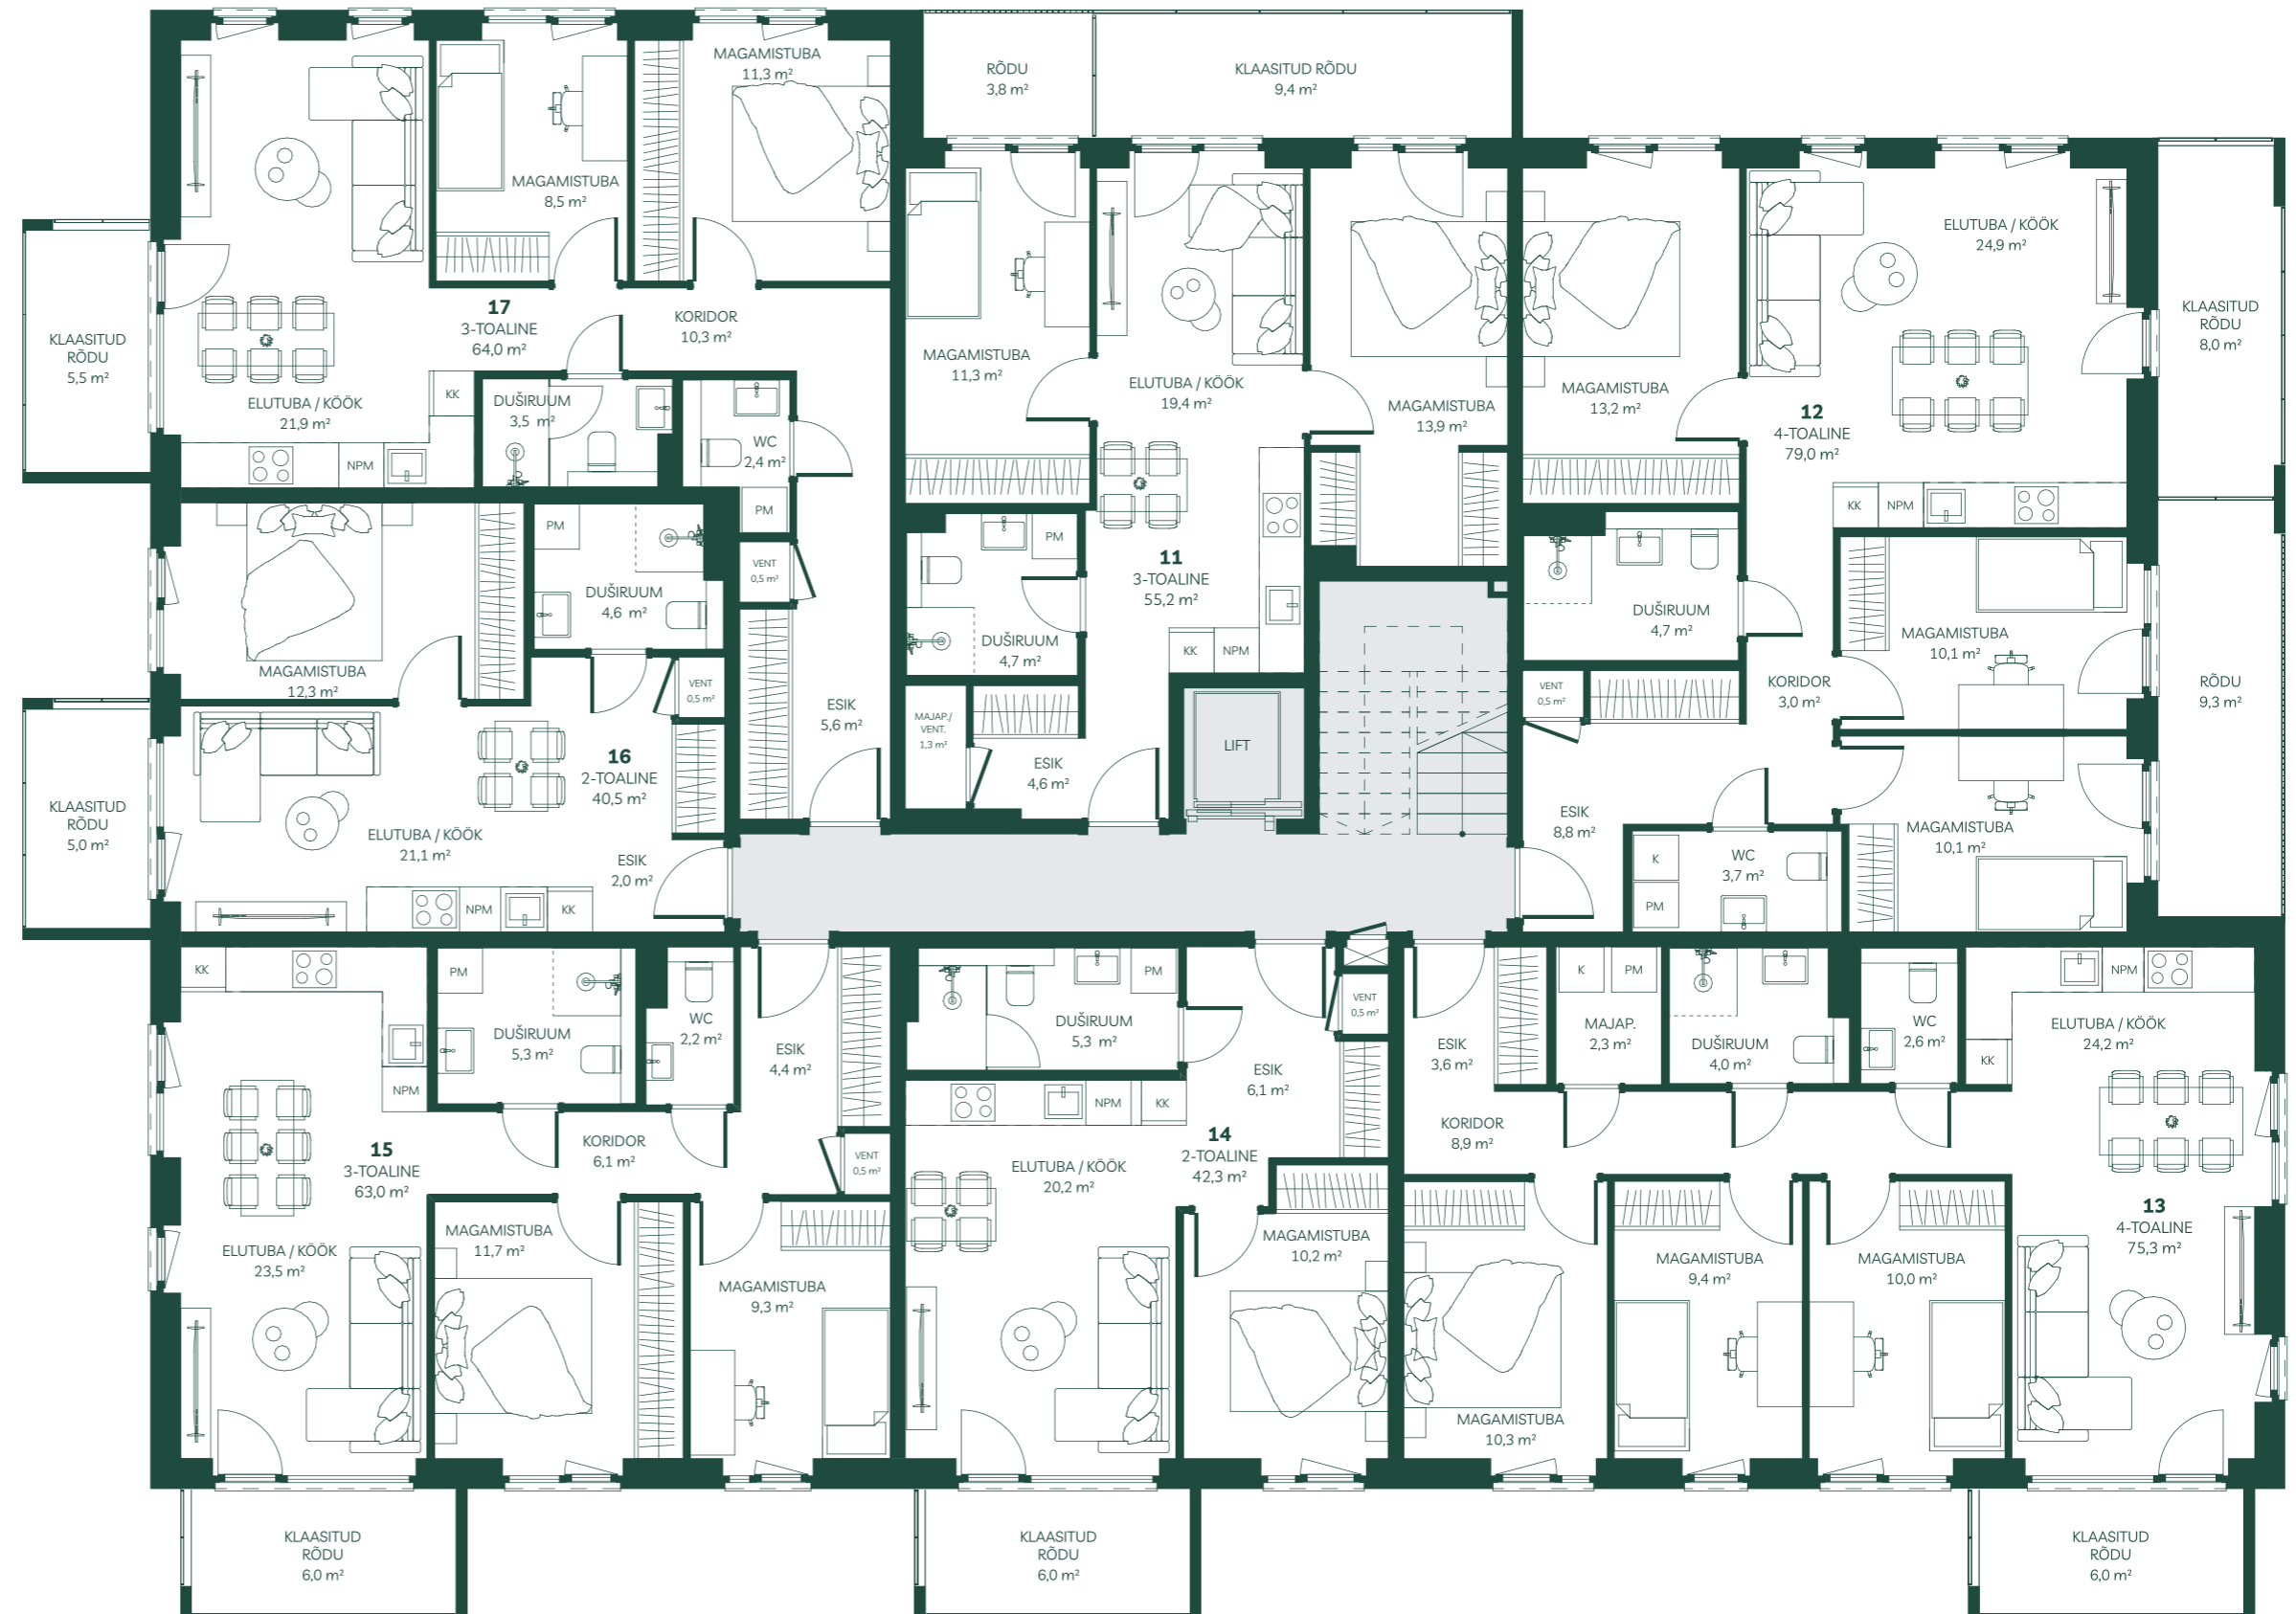 MAGAMISTUBA
11,3 m²
RÕDU
3,8 m²
KLAASITUD RÕDU
9,4 m²
MAGAMISTUBA
8,5 m²
17
3-TOALINE
64,0 m²
KORIDOR
10,3 m²
KLAASITUD
RÕDU
5,5 m²
ELUTUBA / KÖÖK
21,9 m²
KK
NPM
DUŠIRUUM
3,5 m²
WC
2,4 m²
PM
VENT
0,5 m²
ESIK
5,6 m²
MAGAMISTUBA
11,3 m²
ELUTUBA / KÖÖK
19,4 m²
MAGAMISTUBA
13,9 m²
11
3-TOALINE
55,2 m²
PM
DUŠIRUUM
4,7 m²
KK
NPM
MAJAP./
VENT.
1,3 m²
ESIK
4,6 m²
LIFT
ELUTUBA / KÖÖK
24,9 m²
KLAASITUD
RÕDU
8,0 m²
MAGAMISTUBA
13,2 m²
12
4-TOALINE
79,0 m²
KK
NPM
DUŠIRUUM
4,7 m²
MAGAMISTUBA
10,1 m²
KORIDOR
3,0 m²
RÕDU
9,3 m²
VENT
0,5 m²
ESIK
8,8 m²
MAGAMISTUBA
10,1 m²
K
PM
WC
3,7 m²
PM
DUŠIRUUM
4,6 m²
MAGAMISTUBA
12,3 m²
VENT
0,5 m²
16
2-TOALINE
40,5 m²
KLAASITUD
RÕDU
5,0 m²
ELUTUBA / KÖÖK
21,1 m²
ESIK
2,0 m²
NPM
KK
KK
PM
DUŠIRUUM
5,3 m²
WC
2,2 m²
ESIK
4,4 m²
NPM
KORIDOR
6,1 m²
VENT
0,5 m²
15
3-TOALINE
63,0 m²
ELUTUBA / KÖÖK
23,5 m²
MAGAMISTUBA
11,7 m²
MAGAMISTUBA
9,3 m²
KLAASITUD
RÕDU
6,0 m²
PM
DUŠIRUUM
5,3 m²
VENT
0,5 m²
ESIK
6,1 m²
NPM
KK
14
2-TOALINE
42,3 m²
ELUTUBA / KÖÖK
20,2 m²
MAGAMISTUBA
10,2 m²
KLAASITUD
RÕDU
6,0 m²
ESIK
3,6 m²
K
PM
MAJAP.
2,3 m²
DUŠIRUUM
4,0 m²
WC
2,6 m²
NPM
ELUTUBA / KÖÖK
24,2 m²
KK
KORIDOR
8,9 m²
13
4-TOALINE
75,3 m²
MAGAMISTUBA
9,4 m²
MAGAMISTUBA
10,0 m²
MAGAMISTUBA
10,3 m²
KLAASITUD
RÕDU
6,0 m²